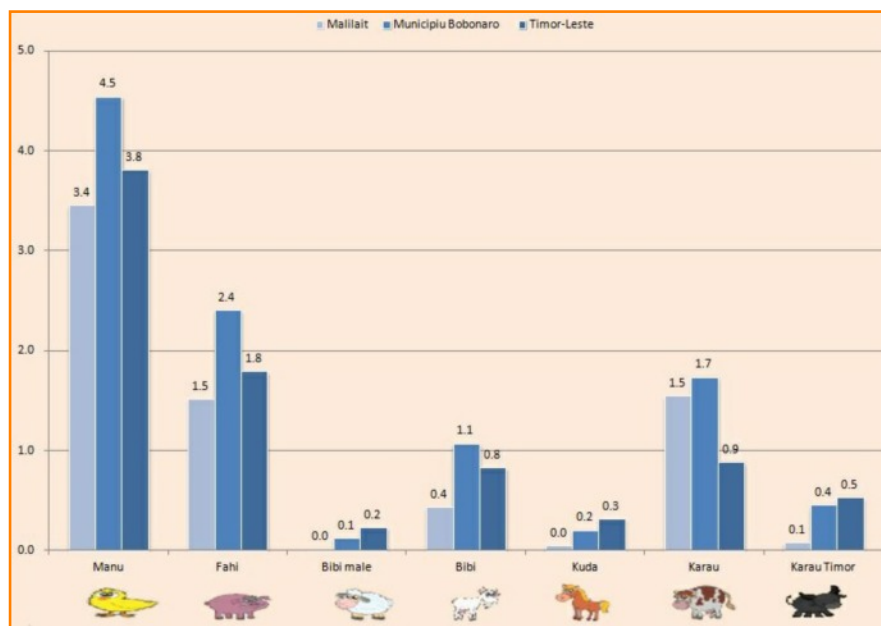 Malilait Municipiu Bobonaro Timor-Leste
5.0
4.0
3.0
2.0
1.0
0.0
3.4 4.5 3.8
1.5 2.4 1.8
0.0 0.1 0.2
0.4 1.1 0.8
0.0 0.2 0.3
1.5 1.7 0.9
0.1 0.4 0.5
Manu Fahi Bibi male Bibi Kuda Karau Karau Timor